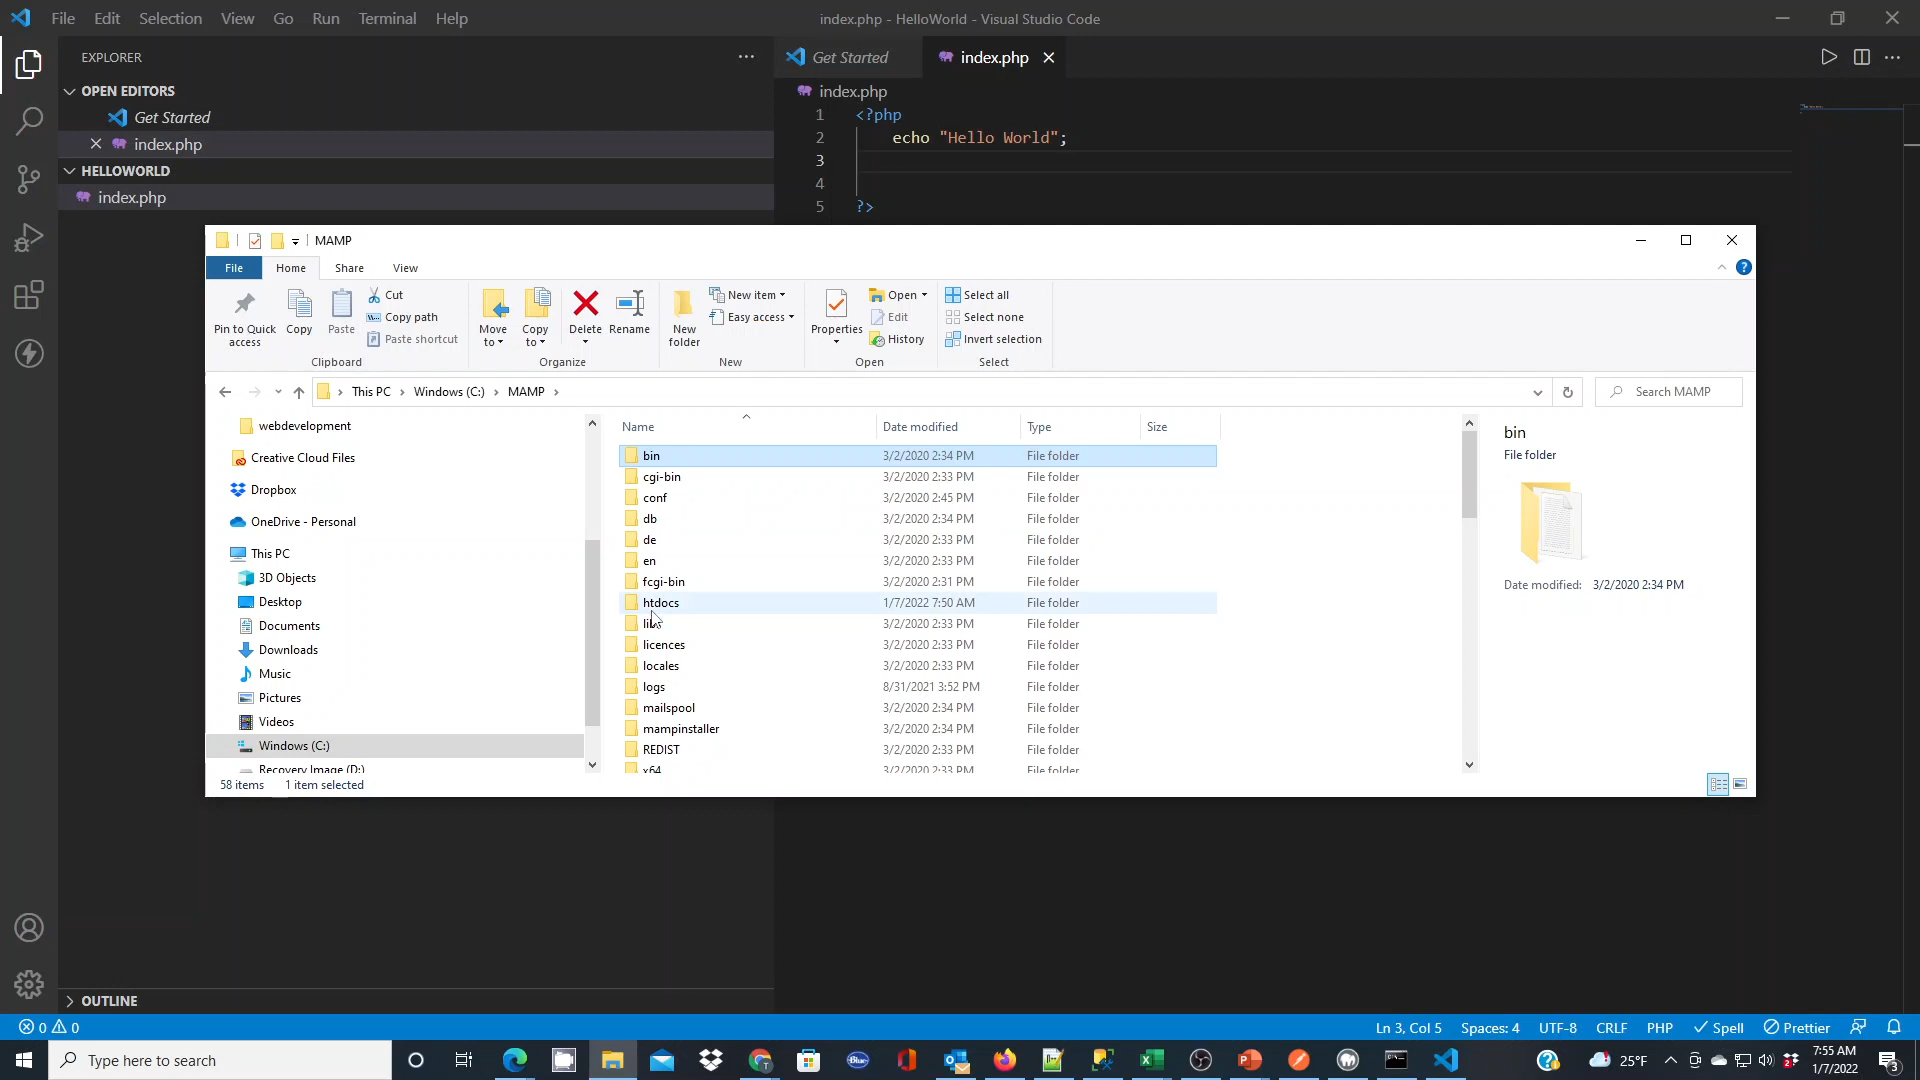 File Edit Selection View Go Run Terminal Help
index.php - HelloWorld - Visual Studio Code
EXPLORER
OPEN EDITORS
Get Started
index.php
HELLOWORLD
index.php
OUTLINE
Get Started
index.php
index.php
1 <?php
2 echo "Hello World";
3
4
5 ?>
MAMP
File Home Share View
Pin to Quick access
Copy
Paste
Cut
Copy path
Paste shortcut
Clipboard
Move to
Copy to
Delete
Rename
Organize
New folder
New item
Easy access
New
Properties
Open
Edit
History
Open
Select all
Select none
Invert selection
Select
This PC > Windows (C:) > MAMP >
Search MAMP
webdevelopment
Creative Cloud Files
Dropbox
OneDrive - Personal
This PC
3D Objects
Desktop
Documents
Downloads
Music
Pictures
Videos
Windows (C:)
Recovery Image (D:)
Name Date modified Type Size
bin 3/2/2020 2:34 PM File folder
cgi-bin 3/2/2020 2:33 PM File folder
conf 3/2/2020 2:45 PM File folder
db 3/2/2020 2:34 PM File folder
de 3/2/2020 2:33 PM File folder
en 3/2/2020 2:33 PM File folder
fcgi-bin 3/2/2020 2:31 PM File folder
htdocs 1/7/2022 7:50 AM File folder
3/2/2020 2:33 PM File folder
licences 3/2/2020 2:33 PM File folder
locales 3/2/2020 2:33 PM File folder
logs 8/31/2021 3:52 PM File folder
mailspool 3/2/2020 2:34 PM File folder
mampinstaller 3/2/2020 2:34 PM File folder
REDIST 3/2/2020 2:33 PM File folder
x64 3/2/2020 2:33 PM File folder
bin
File folder
Date modified: 3/2/2020 2:34 PM
58 items 1 item selected
0 0
Ln 3, Col 5 Spaces: 4 UTF-8 CRLF PHP Spell Prettier
Type here to search
Blue
25°F
7:55 AM
1/7/2022
3